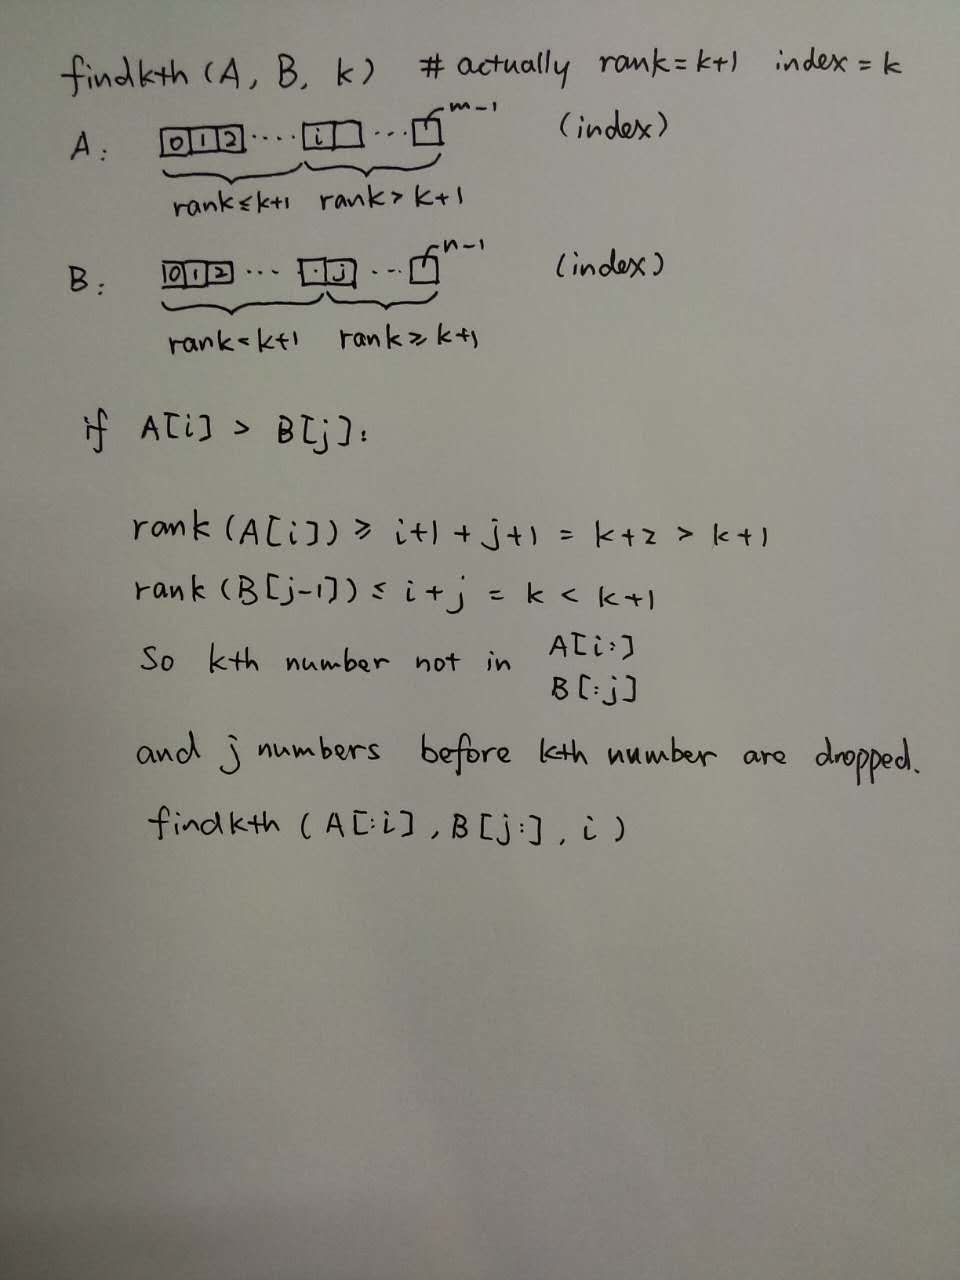 findkth (A, B, k) # actually rank = k+1 index = k
A: 0 1 2 .... i ... m-1 (index)
rank ≤ k+1 rank > k+1
B: 0 1 2 ... . j ... n-1 (index)
rank < k+1 rank ≥ k+1
if A[i] > B[j]:
rank (A[i]) ≥ i+1 + j+1 = k+2 > k+1
rank (B[j-1]) ≤ i+j = k < k+1
So kth number not in A[i:]
B[:j]
and j numbers before kth number are dropped.
findkth (A[:i], B[j:], i)